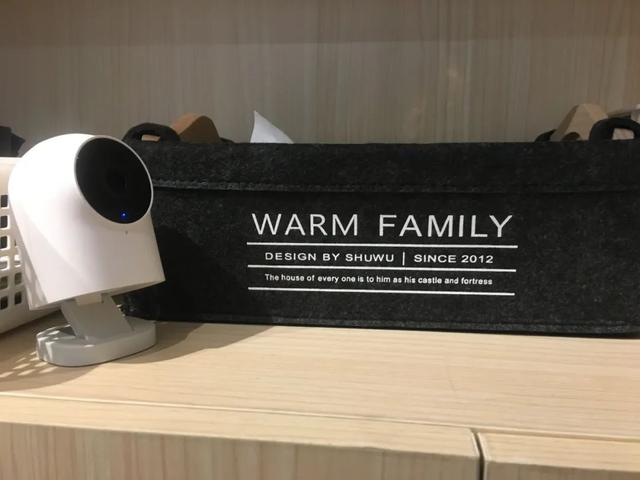 WARM FAMILY
DESIGN BY SHUWU | SINCE 2012
The house of every one is to him as his castle and fortress